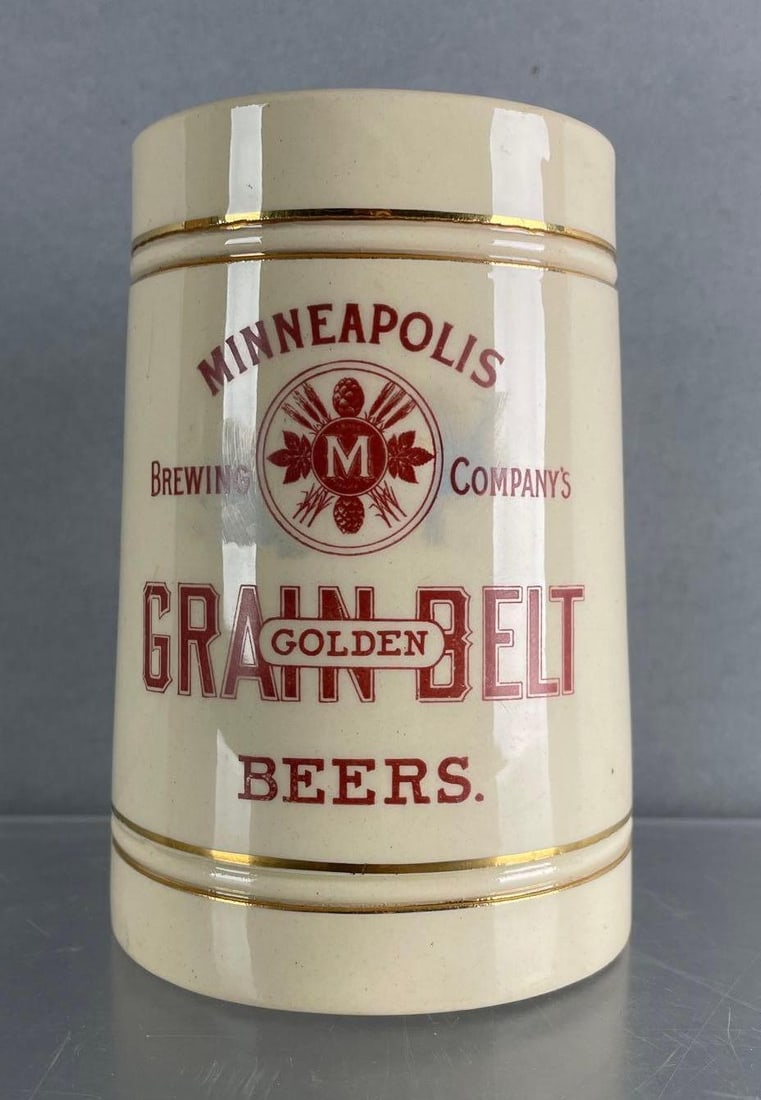 MINNEAPOLIS
BREWING M COMPANY'S
GRAIN BELT
GOLDEN
BEERS.